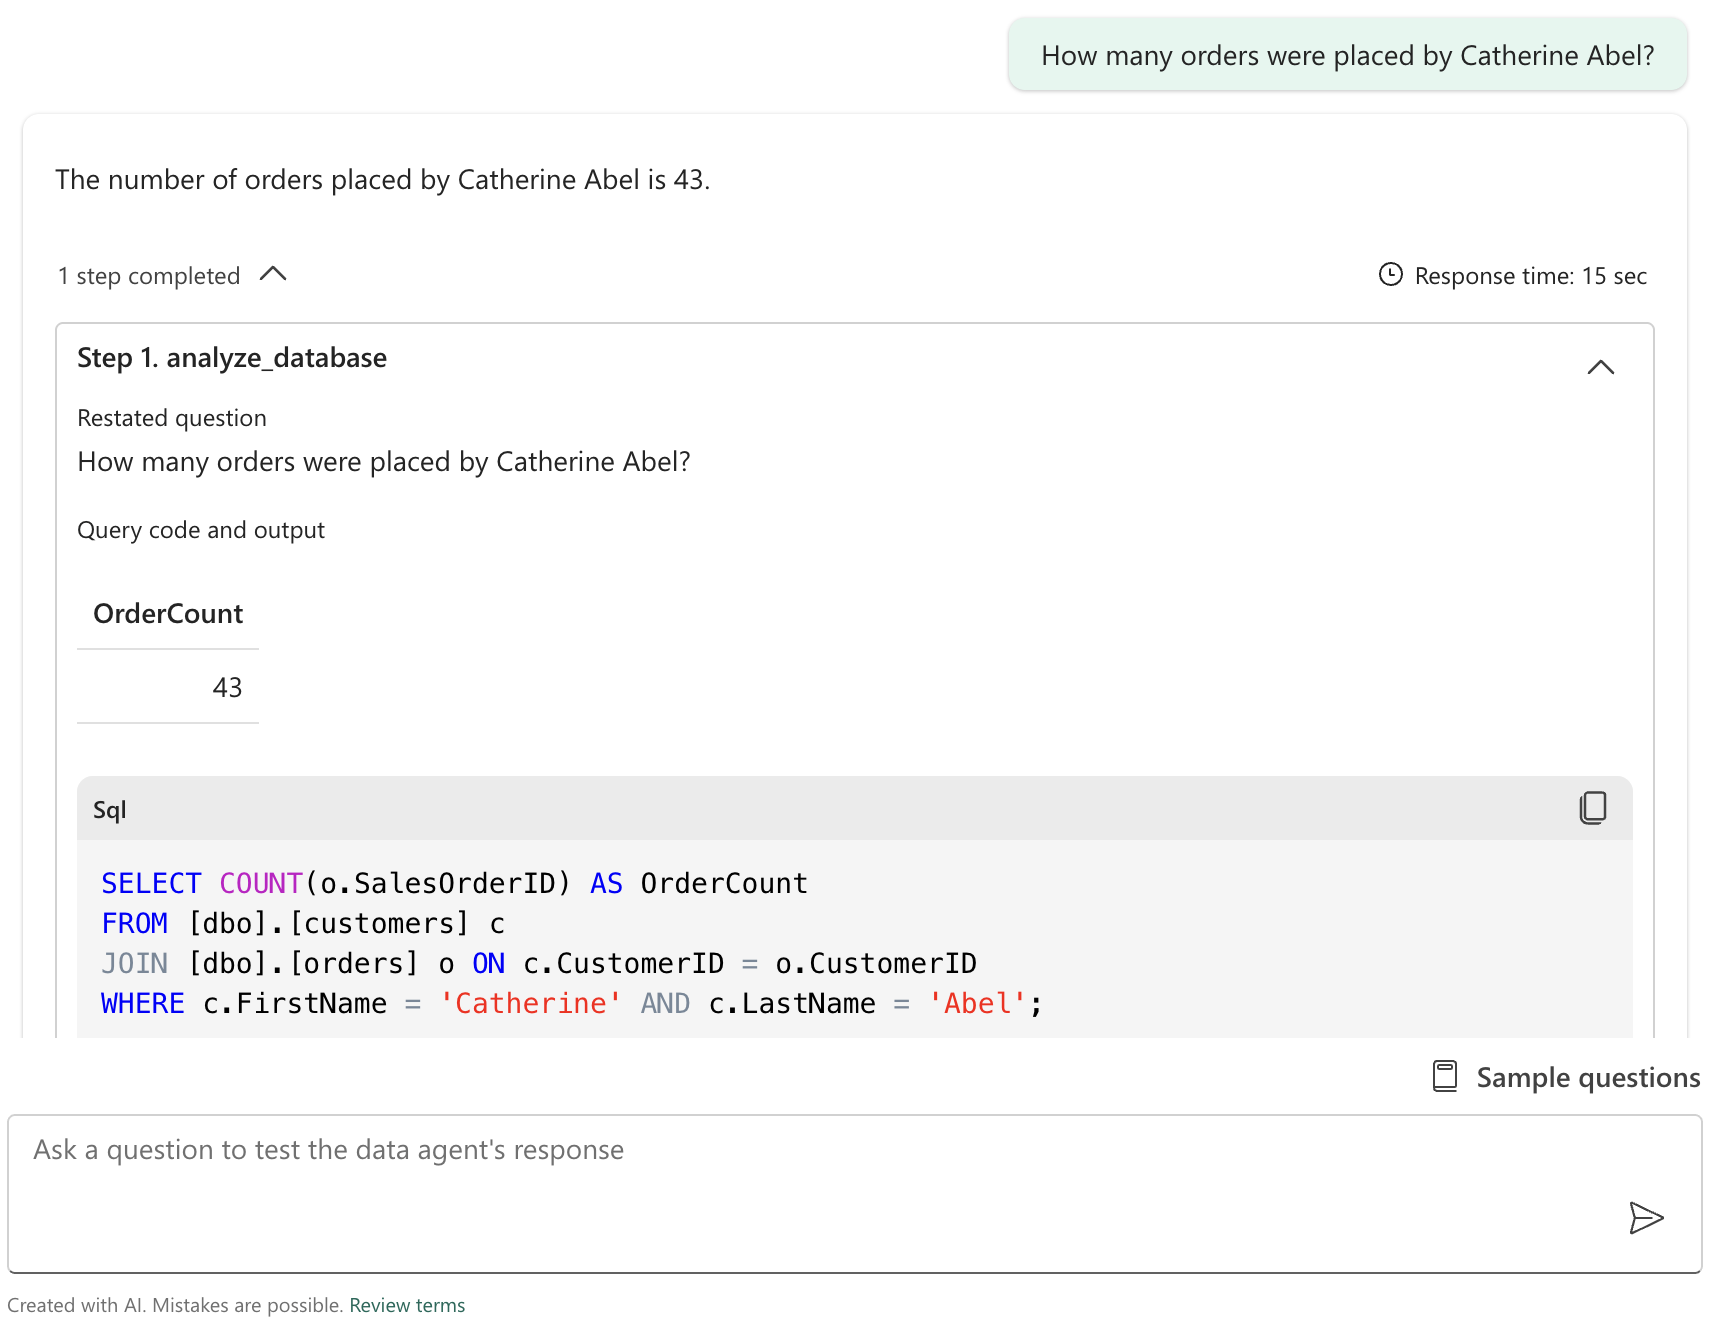 How many orders were placed by Catherine Abel?
The number of orders placed by Catherine Abel is 43.
1 step completed
Response time: 15 sec
Step 1. analyze_database
Restated question
How many orders were placed by Catherine Abel?
Query code and output
OrderCount
43
Sql
SELECT COUNT(o.SalesOrderID) AS OrderCount
FROM [dbo].[customers] c
JOIN [dbo].[orders] o ON c.CustomerID = o.CustomerID
WHERE c.FirstName = 'Catherine' AND c.LastName = 'Abel';
Sample questions
Ask a question to test the data agent's response
Created with AI. Mistakes are possible. Review terms